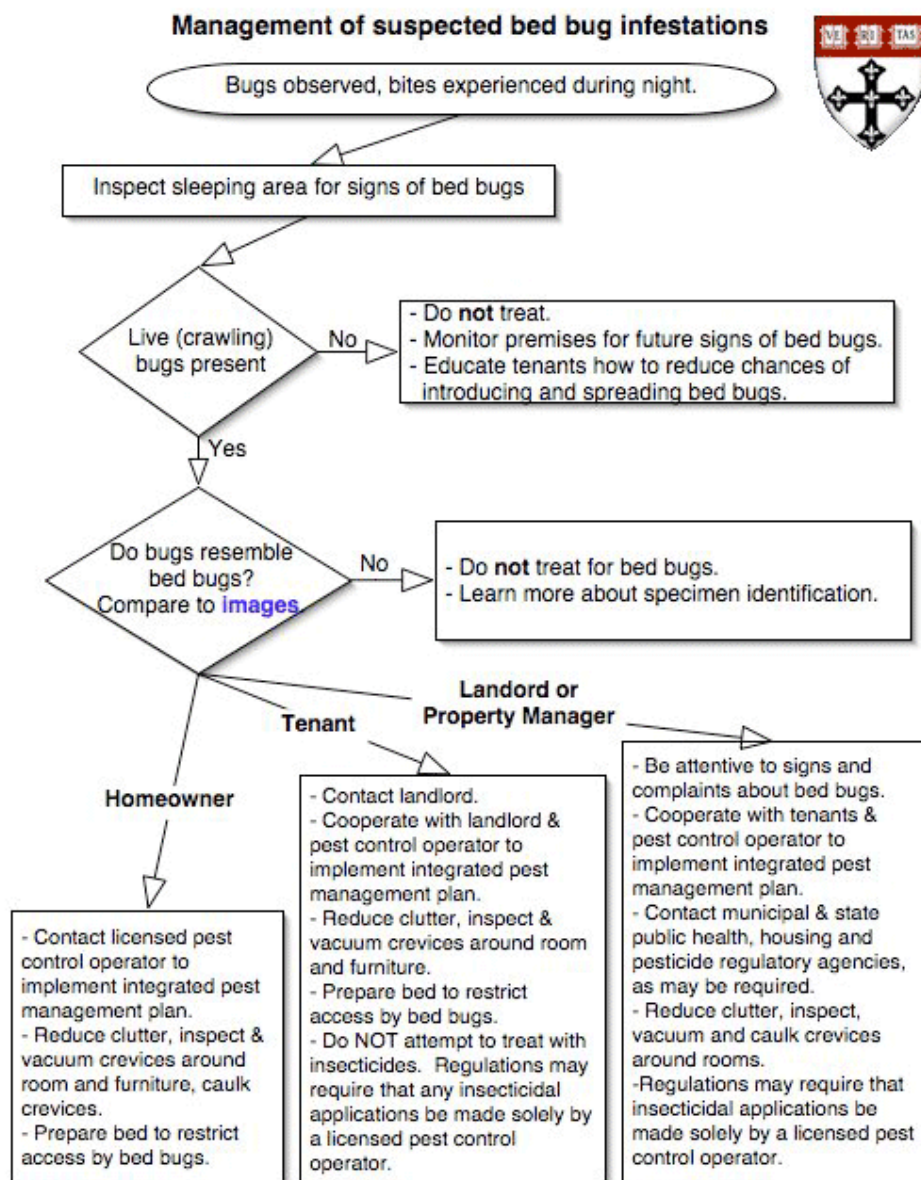 Management of suspected bed bug infestations
VE RI TAS
Bugs observed, bites experienced during night.
Inspect sleeping area for signs of bed bugs
Live (crawling)
bugs present
No
- Do not treat.
- Monitor premises for future signs of bed bugs.
- Educate tenants how to reduce chances of
introducing and spreading bed bugs.
Yes
Do bugs resemble
bed bugs?
Compare to images
No
- Do not treat for bed bugs.
- Learn more about specimen identification.
Homeowner
- Contact licensed pest
control operator to
implement integrated pest
management plan.
- Reduce clutter, inspect &
vacuum crevices around
room and furniture, caulk
crevices.
- Prepare bed to restrict
access by bed bugs.
Tenant
- Contact landlord.
- Cooperate with landlord &
pest control operator to
implement integrated pest
management plan.
- Reduce clutter, inspect &
vacuum crevices around room
and furniture.
- Prepare bed to restrict
access by bed bugs.
- Do NOT attempt to treat with
insecticides. Regulations may
require that any insecticidal
applications be made solely by
a licensed pest control
operator.
Landord or
Property Manager
- Be attentive to signs and
complaints about bed bugs.
- Cooperate with tenants &
pest control operator to
implement integrated pest
management plan.
- Contact municipal & state
public health, housing and
pesticide regulatory agencies,
as may be required.
- Reduce clutter, inspect,
vacuum and caulk crevices
around rooms.
-Regulations may require that
insecticidal applications be
made solely by a licensed pest
control operator.